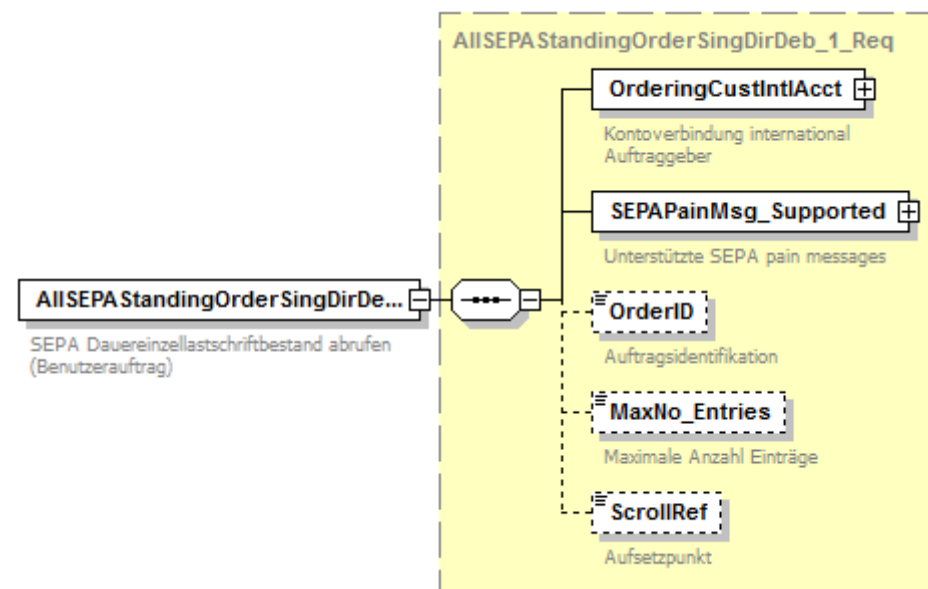 AllSEPAStandingOrderSingDirDeb_1_Req
OrderingCustIntlAcct
Kontoverbindung international
Auftraggeber
SEPAPainMsg_Supported
Unterstützte SEPA pain messages
AllSEPAStandingOrderSingDirDe...
SEPA Dauereinzellastschriftbestand abrufen
(Benutzerauftrag)
OrderID
Auftragsidentifikation
MaxNo_Entries
Maximale Anzahl Einträge
ScrollRef
Aufsetzpunkt